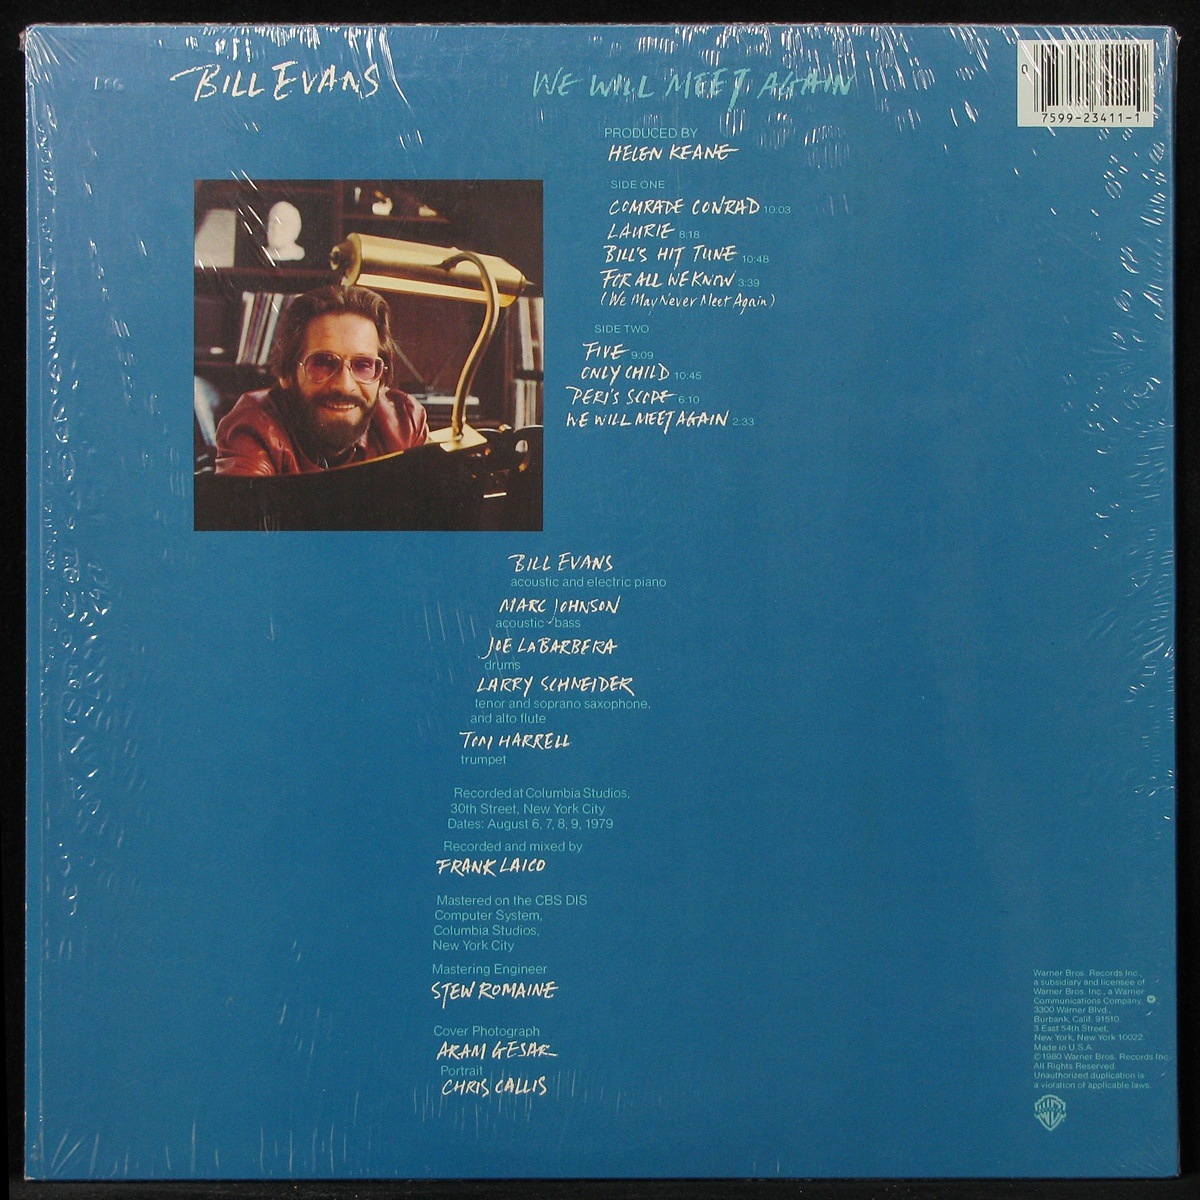 BILL EVANS
WE WILL MEET AGAIN
0
7599-23411-1
PRODUCED BY
HELEN KEANE
SIDE ONE
COMRADE CONRAD 10:03
LAURIE 8:18
BILL'S HIT TUNE 10:48
FOR ALL WE KNOW 3:39
(We May Never Meet Again)
SIDE TWO
FIVE 9:09
ONLY CHILD 10:45
PERI'S SCOPE 6:10
WE WILL MEET AGAIN 2:33
BILL EVANS
acoustic and electric piano
MARC JOHNSON
acoustic bass
JOE LABARBERA
drums
LARRY SCHNEIDER
tenor and soprano saxophone,
and alto flute
TOM HARRELL
trumpet
Recorded at Columbia Studios,
30th Street, New York City
Dates: August 6, 7, 8, 9, 1979
Recorded and mixed by
FRANK LAICO
Mastered on the CBS DIS
Computer System,
Columbia Studios,
New York City
Mastering Engineer
STEW ROMAINE
Cover Photograph
ARAM GESAR
Portrait
CHRIS CALLIS
Warner Bros. Records Inc.,
a subsidiary and licensee of
Warner Bros. Inc., a Warner
Communications Company,
3300 Warner Blvd.,
Burbank, Calif. 91510.
3 East 54th Street,
New York, New York 10022.
Made in U.S.A.
©1980 Warner Bros. Records Inc.
All Rights Reserved.
Unauthorized duplication is
a violation of applicable laws.